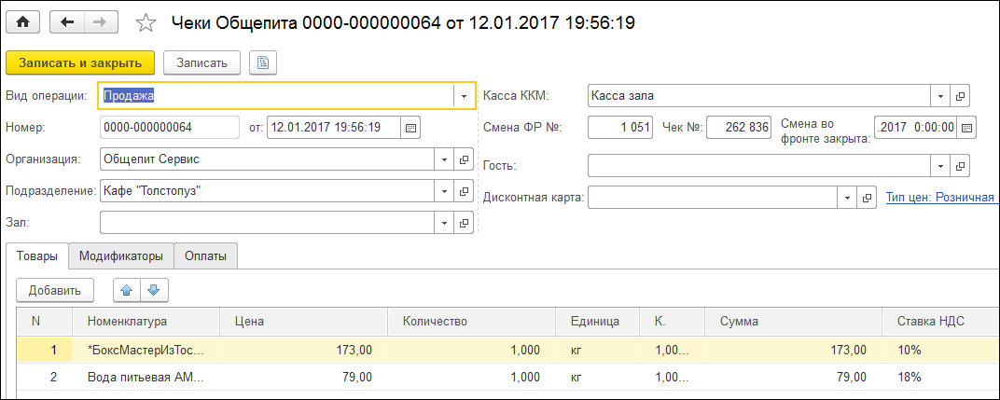 Чеки Общепита 0000-000000064 от 12.01.2017 19:56:19
Записать и закрыть Записать
Вид операции: Продажа Касса ККМ: Касса зала
Номер: 0000-000000064 от: 12.01.2017 19:56:19 Смена ФР №: 1 051 Чек №: 262 836 Смена во фронте закрыта: .2017 0:00:00
Организация: Общепит Сервис Гость:
Подразделение: Кафе "Толстопуз" Дисконтная карта: Тип цен: Розничная
Зал:
Товары Модификаторы Оплаты
Добавить
N Номенклатура Цена Количество Единица К. Сумма Ставка НДС
1 *БоксМастерИзТос... 173,00 1,000 кг 1,00... 173,00 10%
2 Вода питьевая АМ... 79,00 1,000 кг 1,00... 79,00 18%